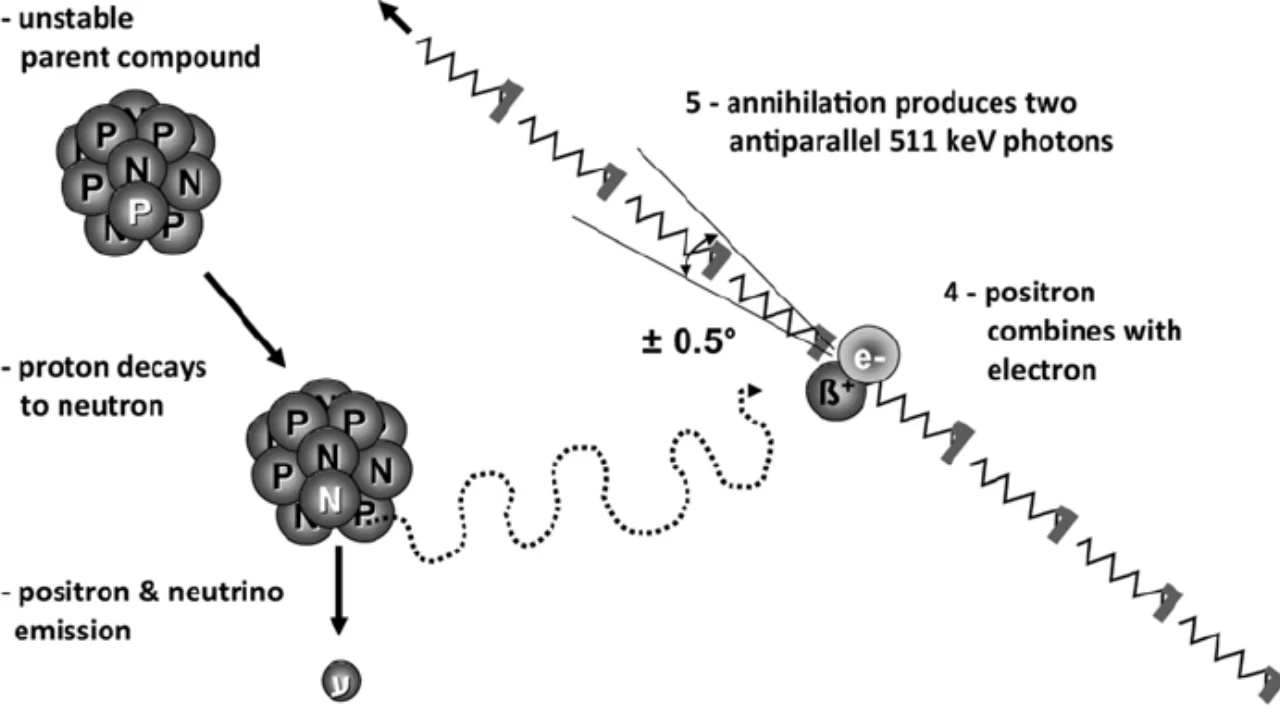 - unstable
parent compound
P P
P N N
P
N P
5 - annihilation produces two
antiparallel 511 keV photons
± 0.5°
4 - positron
combines with
electron
e-
ß+
- proton decays
to neutron
P P
N
P N
N
N P
- positron & neutrino
emission
ν